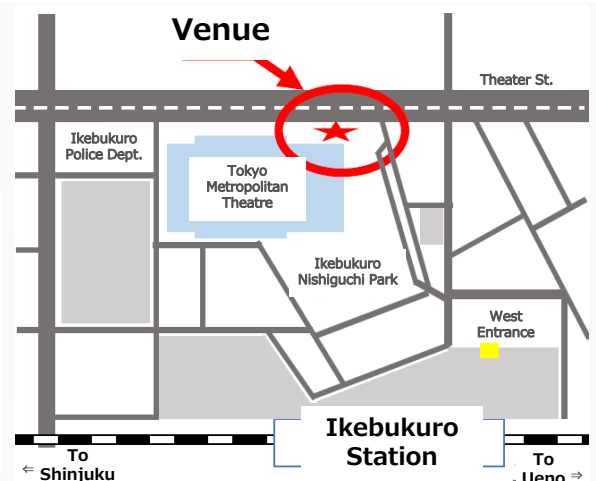 Venue
Theater St.
Ikebukuro
Police Dept.
Tokyo
Metropolitan
Theatre
Ikebukuro
Nishiguchi Park
West
Entrance
Ikebukuro
Station
To
⇐ Shinjuku
To
Ueno ⇒